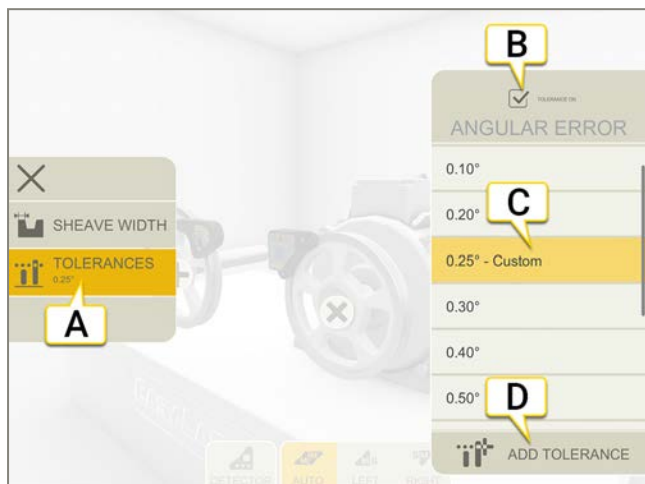 B
TOLERANCE ON
ANGULAR ERROR
0.10°
0.20°
C
0.25° - Custom
0.30°
0.40°
0.50°
D
ADD TOLERANCE
SHEAVE WIDTH
TOLERANCES
0.25°
A
DETECTOR
AUTO
LEFT
RIGHT